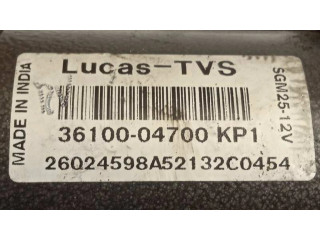 Lucas-TVS
MADE IN INDIA
5GM25-12V
36100-04700 KP1
26024598A52132C0454